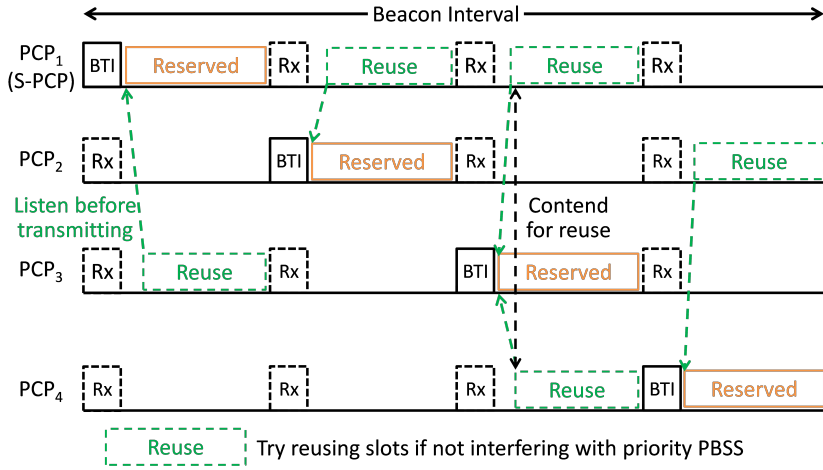 Beacon Interval
PCP1
(S-PCP)
BTI
Reserved
Rx
Reuse
Rx
Reuse
Rx
PCP2
Rx
BTI
Reserved
Rx
Rx
Reuse
Listen before
transmitting
Contend
for reuse
PCP3
Rx
Reuse
Rx
BTI
Reserved
Rx
PCP4
Rx
Rx
Rx
Reuse
BTI
Reserved
Reuse
Try reusing slots if not interfering with priority PBSS